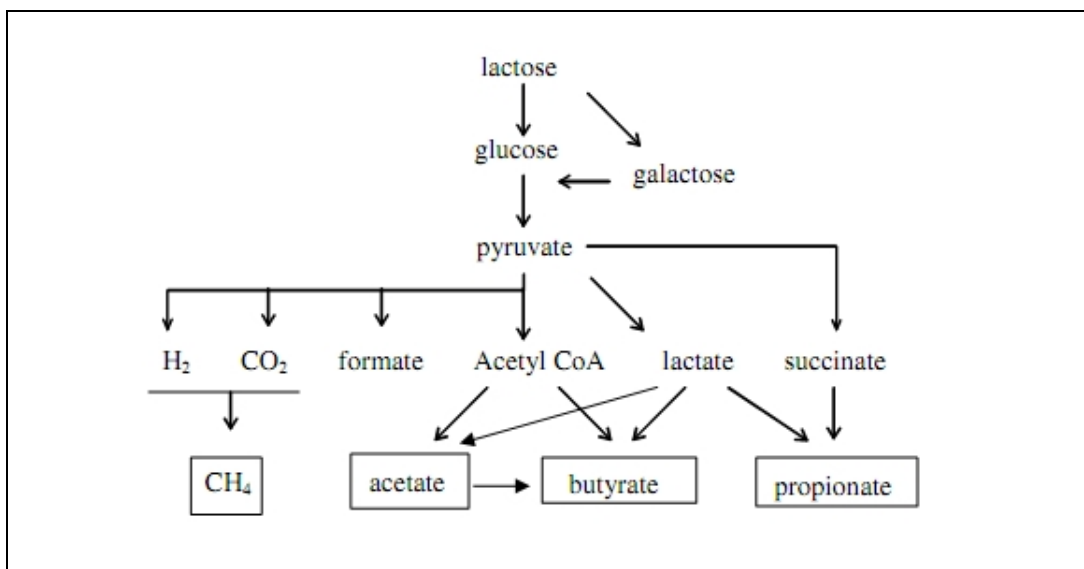 lactose
glucose
galactose
pyruvate
H₂ CO₂ formate Acetyl CoA lactate succinate
CH₄ acetate butyrate propionate